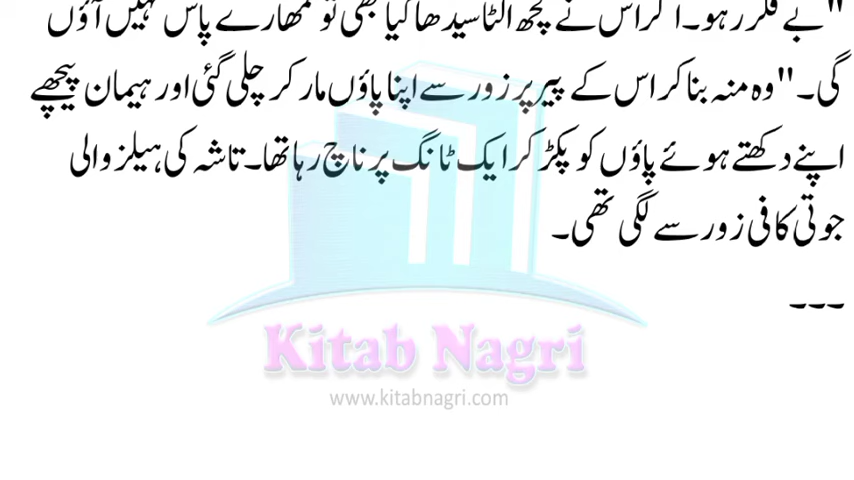 "بے فکر رہو۔ اگر اس نے کچھ الٹا سیدھا کیا بھی تو تمھارے پاس نہیں آؤں
گی۔" وہ منہ بنا کر اس کے پیر پر زور سے اپنا پاؤں مار کر چلی گئی اور ہیمان پیچھے
اپنے دکھتے ہوئے پاؤں کو پکڑ کر ایک ٹانگ پر ناچ رہا تھا۔ تاشہ کی ہیلز والی
جوتی کافی زور سے لگی تھی۔
۔۔۔
Kitab Nagri
www.kitabnagri.com